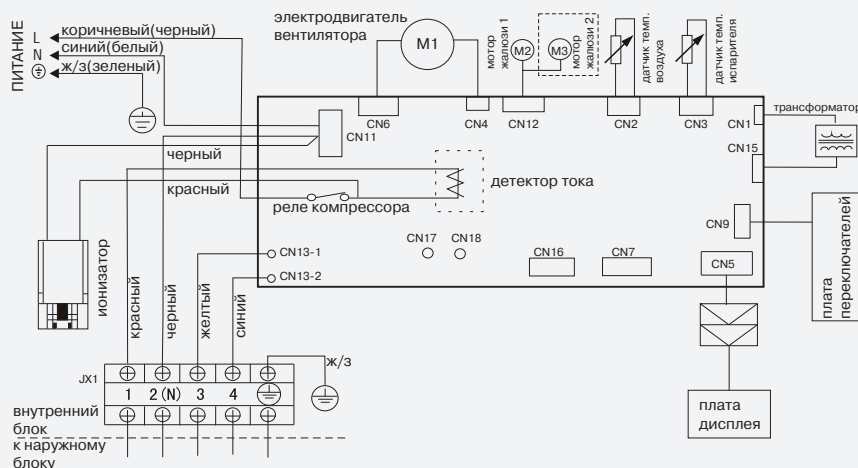 ПИТАНИЕ
L
коричневый(черный)
N
синий(белый)
ж/з(зеленый)
электродвигатель
вентилятора
M1
мотор
жалюзи 1
M2
M3
мотор
жалюзи 2
датчик темп.
воздуха
датчик темп.
испарителя
CN6
CN4
CN12
CN2
CN3
CN1
трансформатор
CN11
CN15
черный
красный
реле компрессора
детектор тока
CN9
плата
переключателей
CN17
CN18
CN13-1
CN13-2
CN16
CN7
CN5
ионизатор
красный
черный
желтый
синий
ж/з
JX1
1
2(N)
3
4
внутренний
блок
к наружному
блоку
плата
дисплея